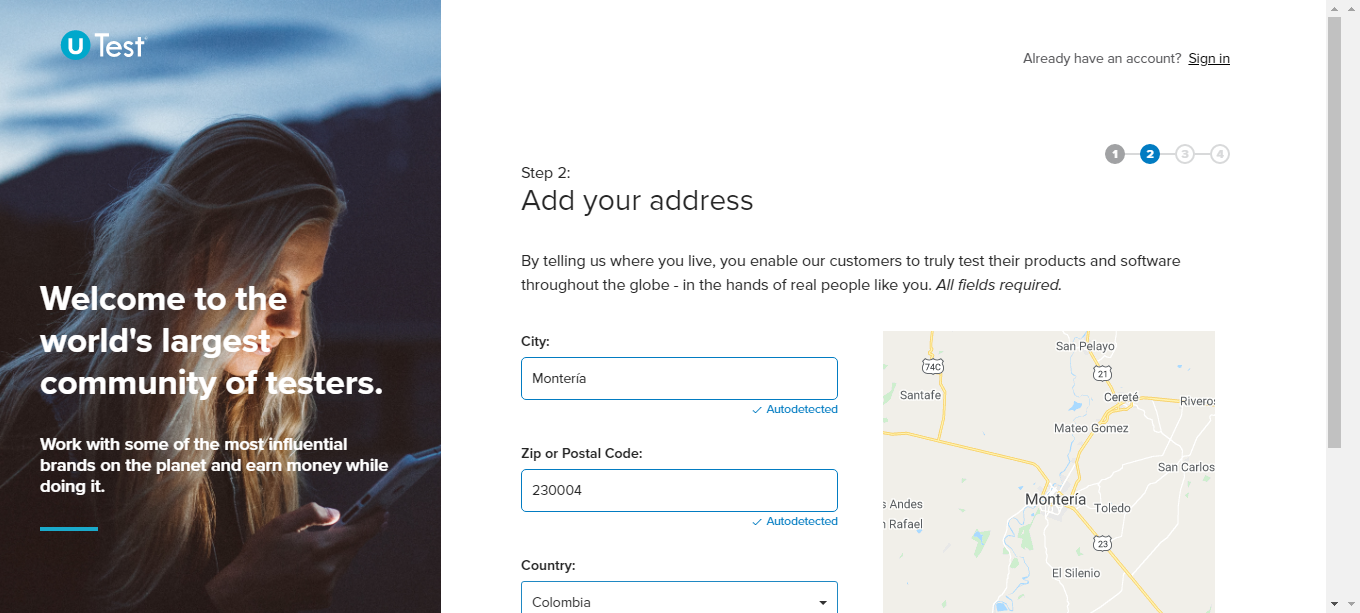 U Test
Already have an account? Sign in
1 2 3 4
Step 2:
Add your address
By telling us where you live, you enable our customers to truly test their products and software
throughout the globe - in the hands of real people like you. All fields required.
Welcome to the
world's largest
community of testers.
Work with some of the most influential
brands on the planet and earn money while
doing it.
City:
Montería
Autodetected
Zip or Postal Code:
230004
Autodetected
Country:
Colombia
San Pelayo
74C
21
Santafe
Cereté
Rivero
Mateo Gomez
San Carlos
Montería
s Andes
Toledo
n Rafael
23
El Silenio